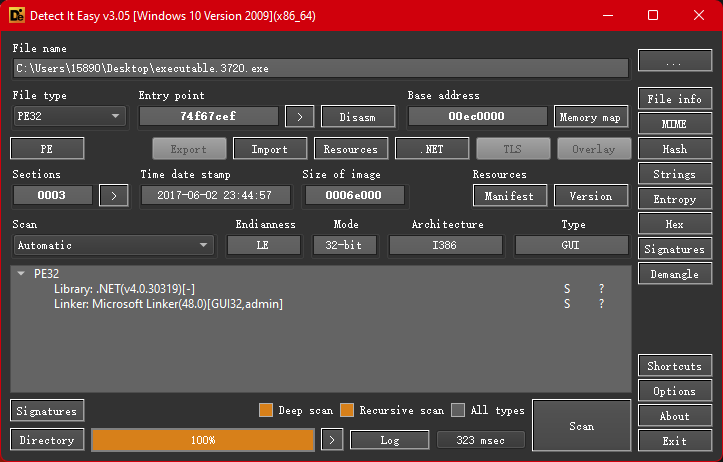 Detect It Easy v3.05 [Windows 10 Version 2009](x86_64)
File name
C:\Users\15890\Desktop\executable.3720.exe
...
File type Entry point Base address
PE32 74f67cef > Disasm 00ec0000 Memory map
File info
MIME
PE Export Import Resources .NET TLS Overlay
Hash
Sections Time date stamp Size of image Resources
Strings
0003 > 2017-06-02 23:44:57 0006e000 Manifest Version
Entropy
Scan Endianness Mode Architecture Type
Hex
Automatic LE 32-bit I386 GUI
Signatures
PE32
Demangle
Library: .NET(v4.0.30319)[-] S ?
Linker: Microsoft Linker(48.0)[GUI32,admin] S ?
Shortcuts
Options
Signatures Deep scan Recursive scan All types Scan
About
Directory 100% > Log 323 msec
Exit